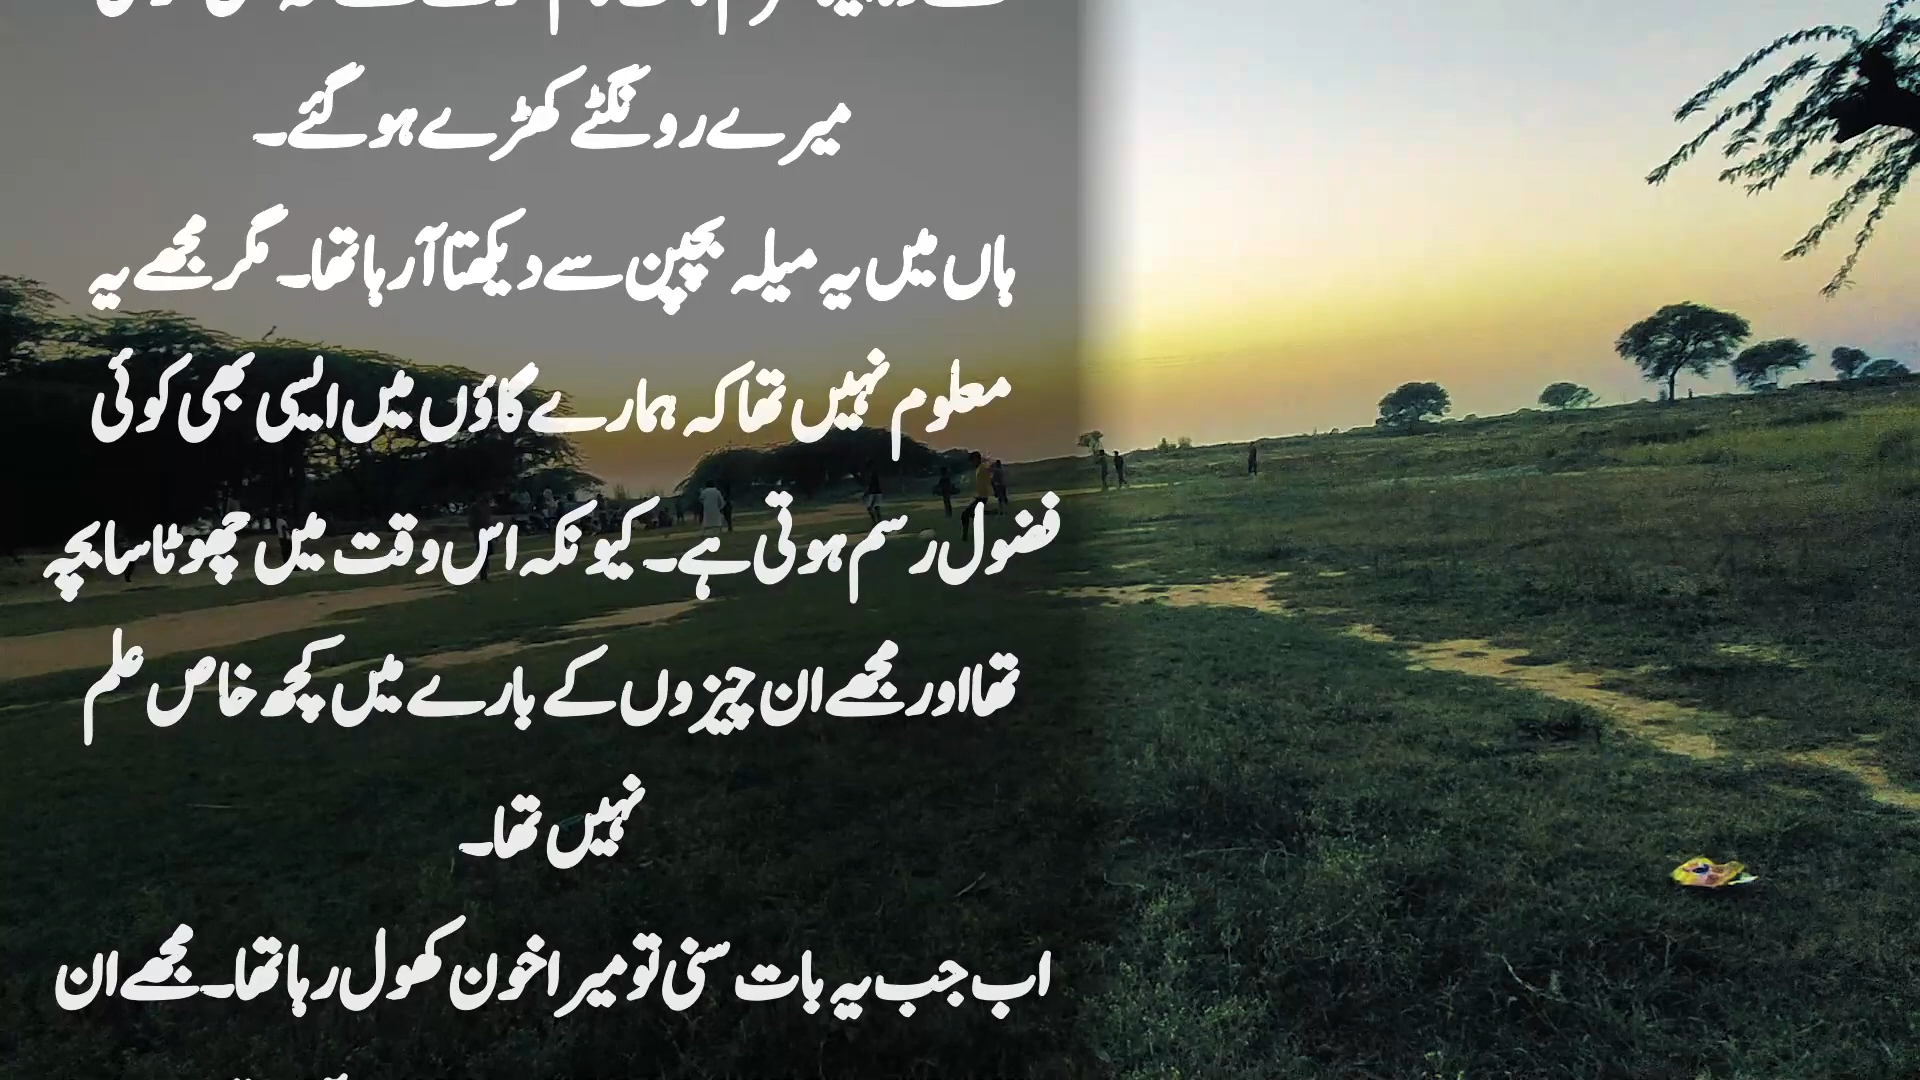 میرے رونگٹے کھڑے ہو گئے۔
ہاں میں یہ میلہ بچپن سے دیکھتا آ رہا تھا۔ مگر مجھے یہ
معلوم نہیں تھا کہ ہمارے گاؤں میں ایسی بھی کوئی
فضول رسم ہوتی ہے۔ کیونکہ اس وقت میں چھوٹا سا بچہ
تھا اور مجھے ان چیزوں کے بارے میں کچھ خاص علم
نہیں تھا۔
اب جب یہ بات سنی تو میرا خون کھول رہا تھا۔ مجھے ان